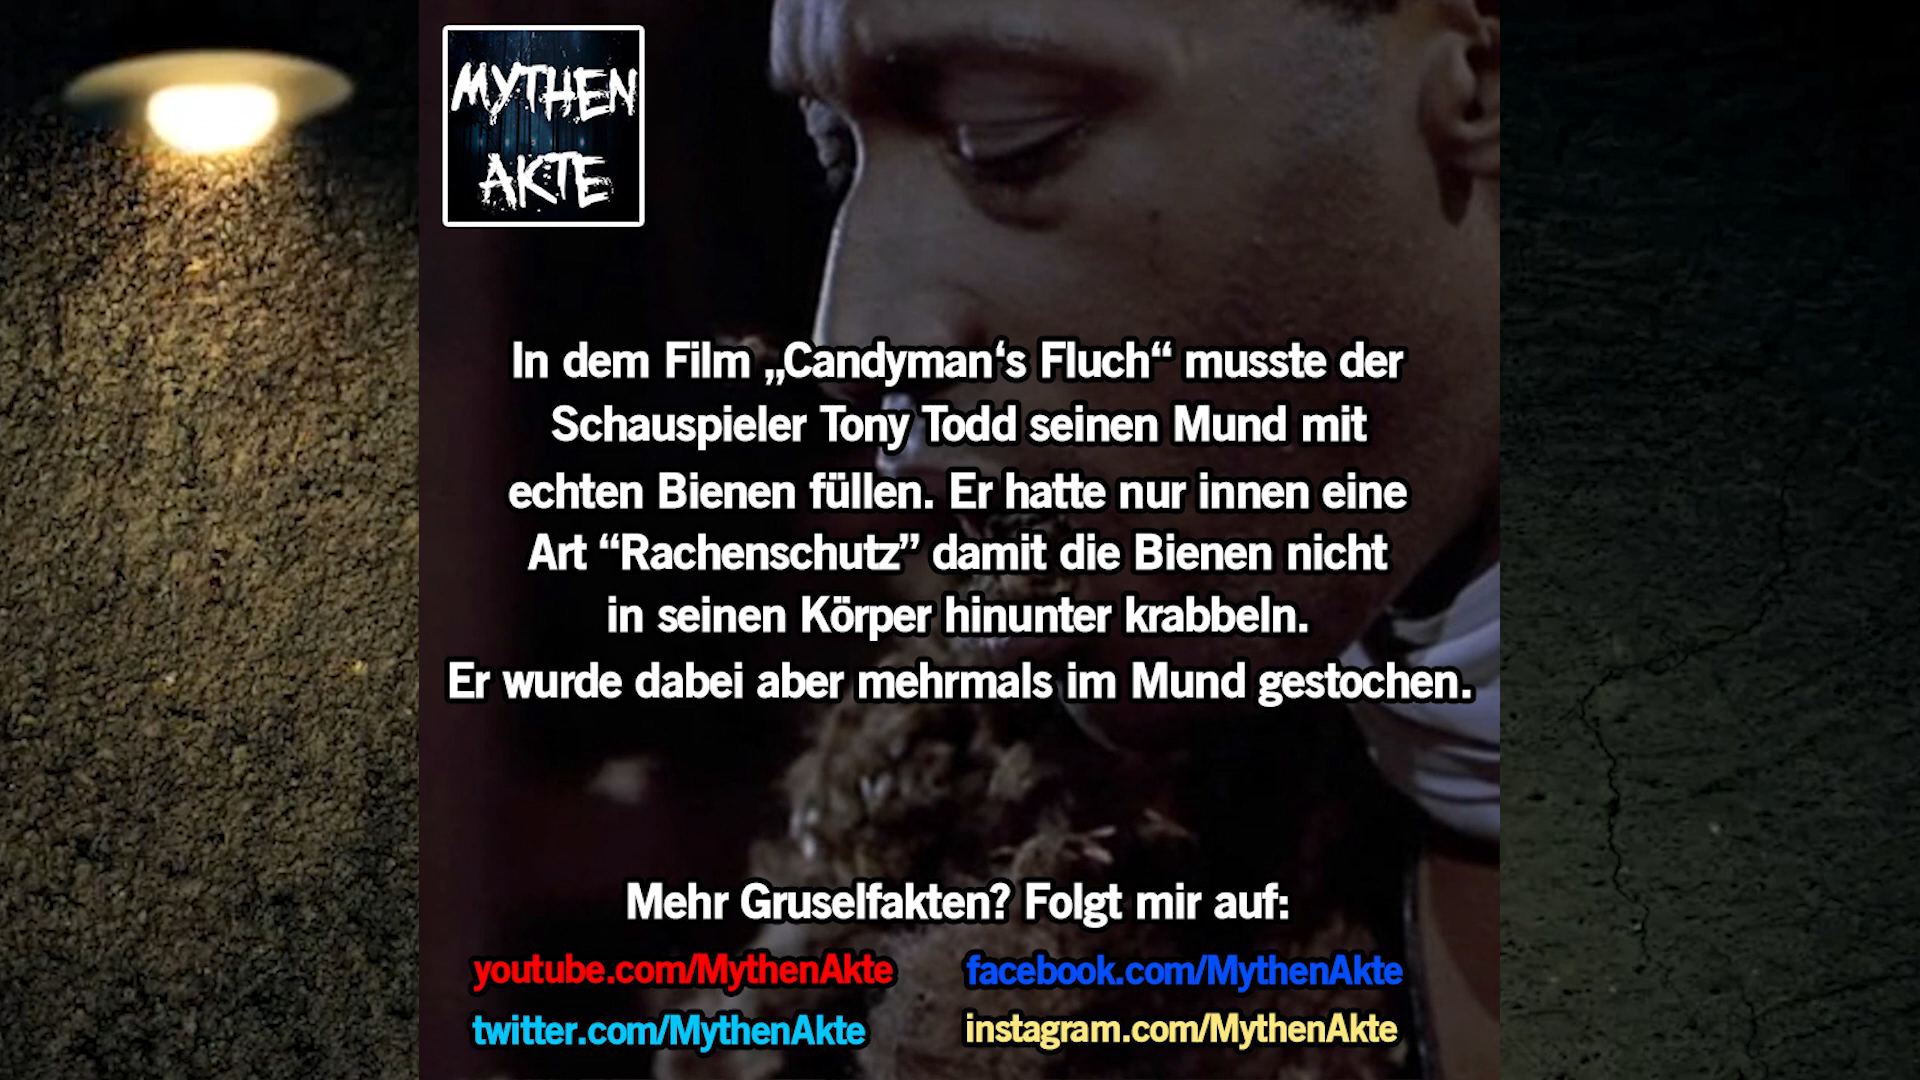 MYTHEN
AKTE
In dem Film „Candyman‘s Fluch“ musste der
Schauspieler Tony Todd seinen Mund mit
echten Bienen füllen. Er hatte nur innen eine
Art “Rachenschutz” damit die Bienen nicht
in seinen Körper hinunter krabbeln.
Er wurde dabei aber mehrmals im Mund gestochen.
Mehr Gruselfakten? Folgt mir auf:
youtube.com/MythenAkte
facebook.com/MythenAkte
twitter.com/MythenAkte
instagram.com/MythenAkte